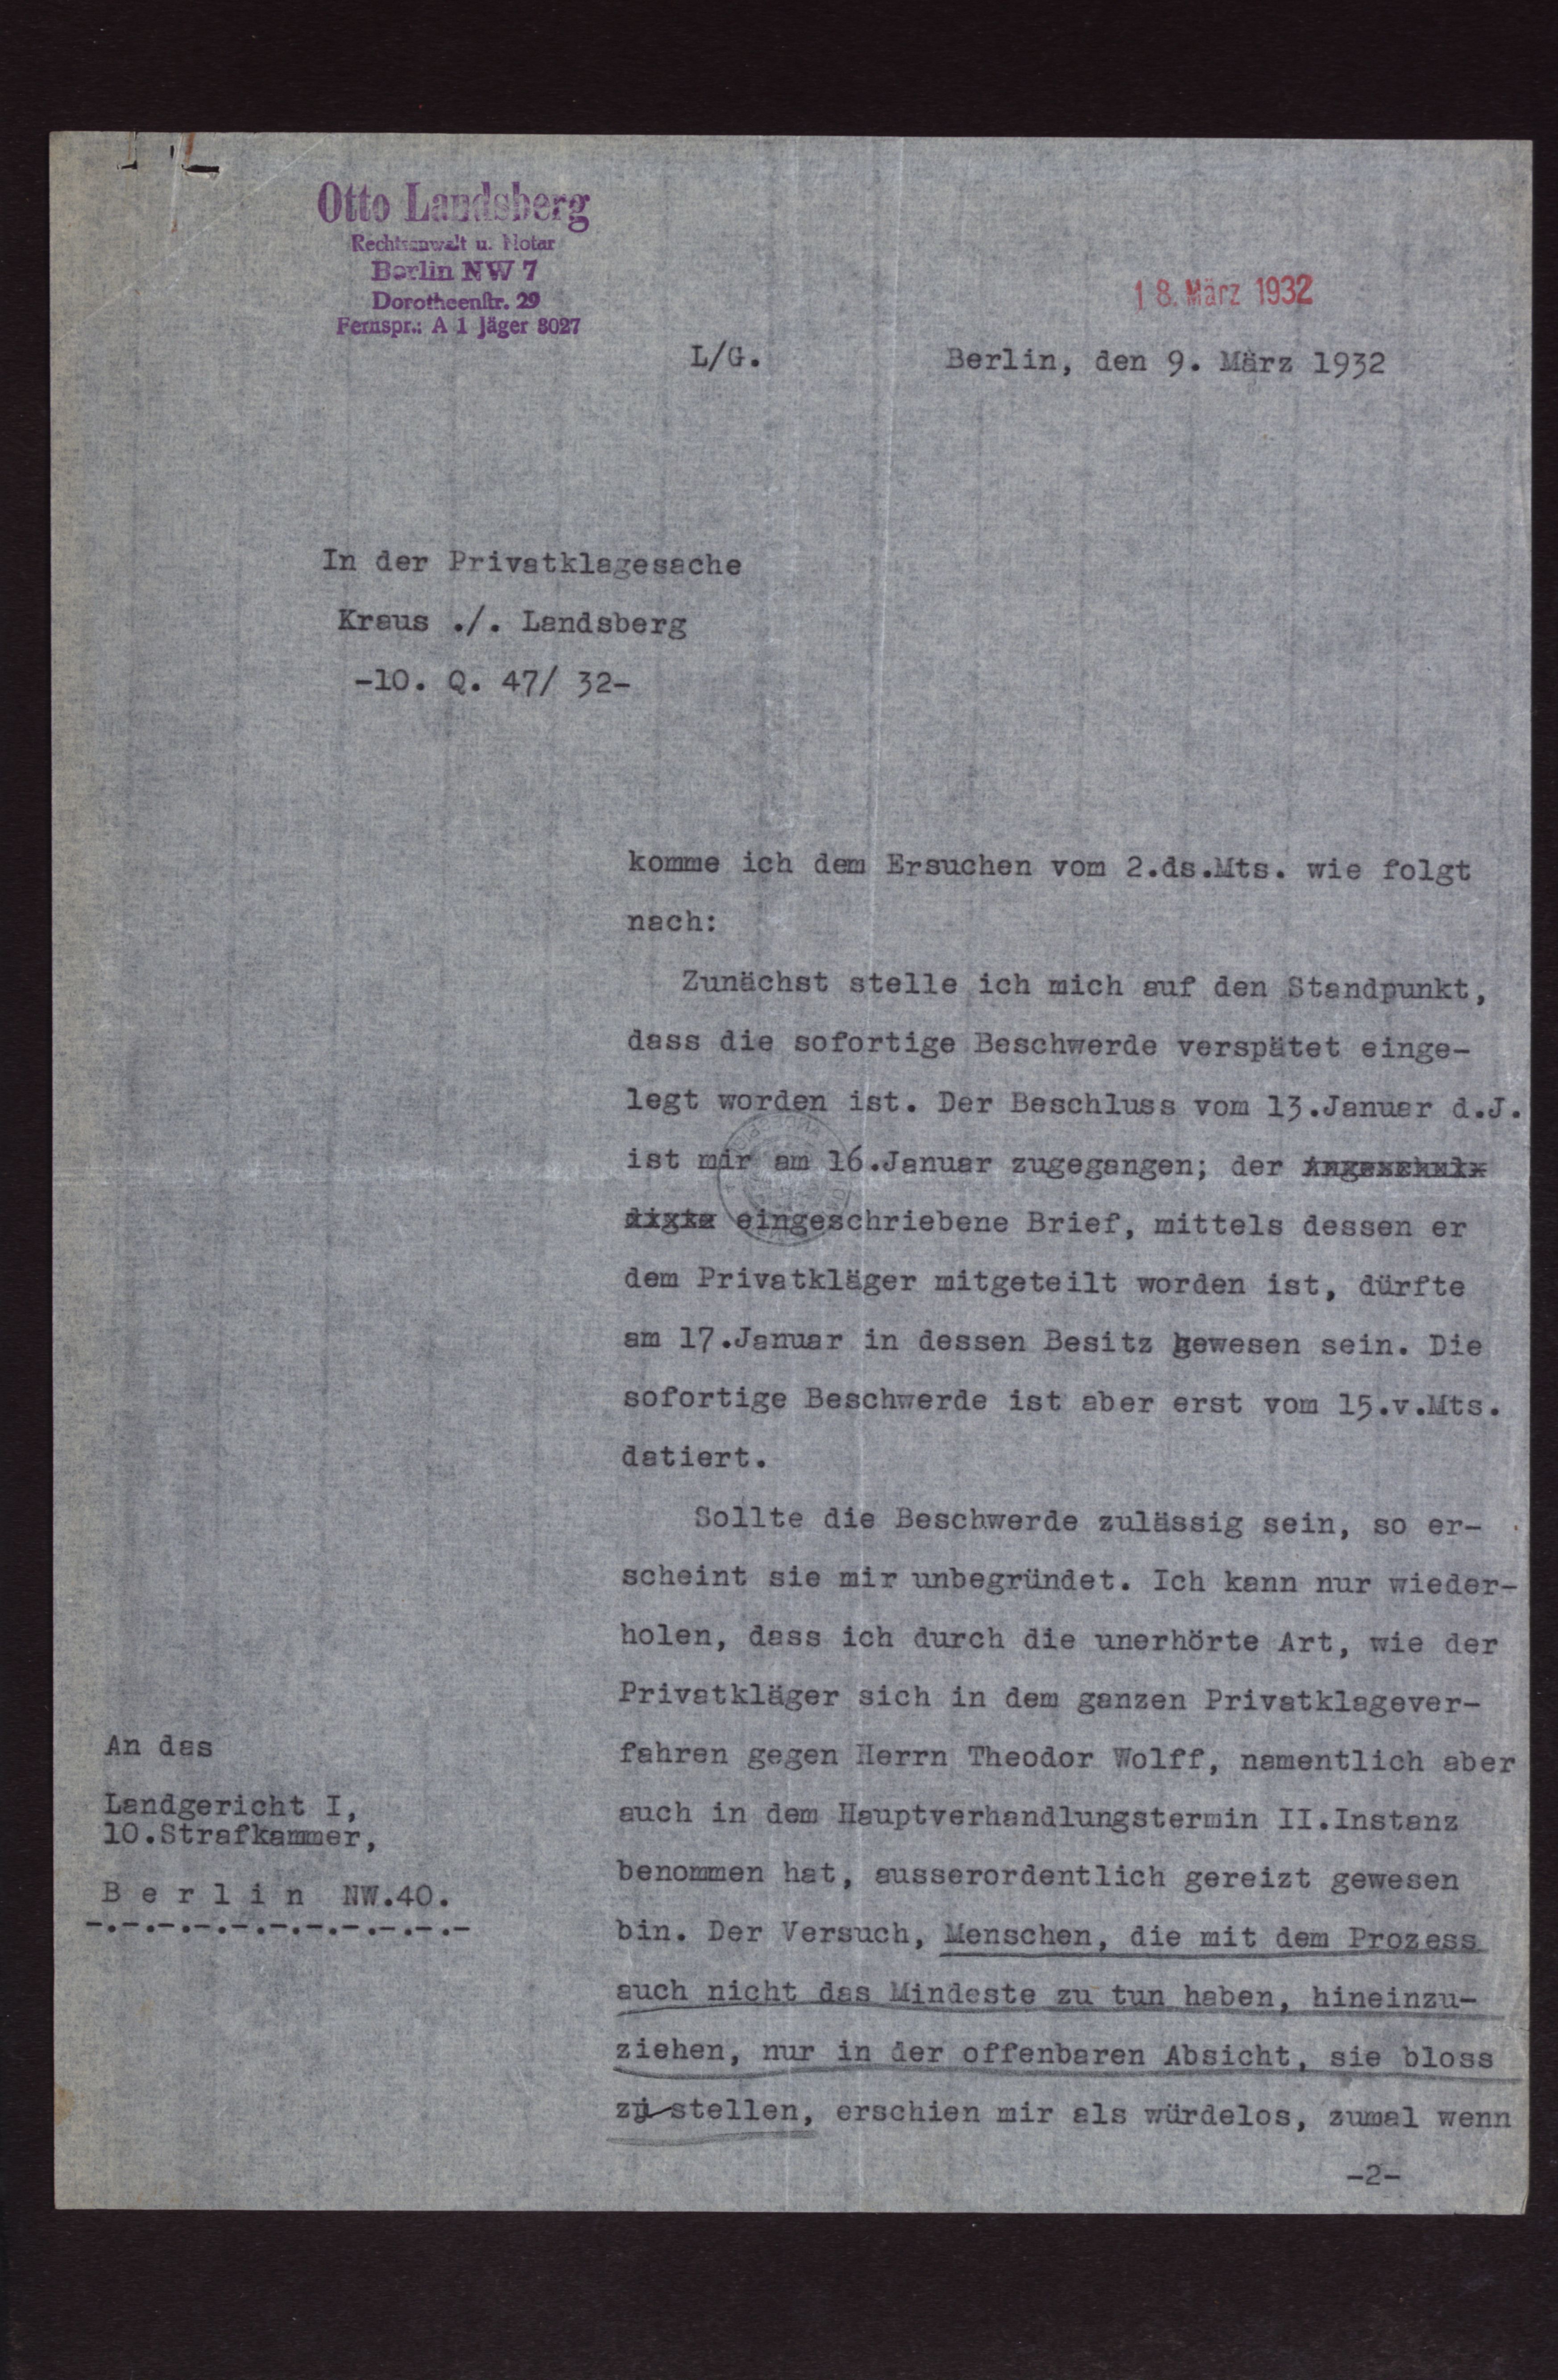 Otto Landsberg
Rechtsanwalt u. Notar
Berlin NW 7
Dorotheenstr. 29
Fernspr.: A 1 Jäger 8027
18. März 1932
L/G. Berlin, den 9. März 1932
In der Privatklagesache
Kraus ./. Landsberg
-10. Q. 47/ 32-
komme ich dem Ersuchen vom 2.ds.Mts. wie folgt
nach:
Zunächst stelle ich mich auf den Standpunkt,
dass die sofortige Beschwerde verspätet einge-
legt worden ist. Der Beschluss vom 13.Januar d.J.
ist mir am 16.Januar zugegangen; der
eingeschriebene Brief, mittels dessen er
dem Privatkläger mitgeteilt worden ist, dürfte
am 17.Januar in dessen Besitz gewesen sein. Die
sofortige Beschwerde ist aber erst vom 15.v.Mts.
datiert.
Sollte die Beschwerde zulässig sein, so er-
scheint sie mir unbegründet. Ich kann nur wieder-
holen, dass ich durch die unerhörte Art, wie der
Privatkläger sich in dem ganzen Privatklagever-
fahren gegen Herrn Theodor Wolff, namentlich aber
auch in dem Hauptverhandlungstermin II.Instanz
benommen hat, ausserordentlich gereizt gewesen
bin. Der Versuch, Menschen, die mit dem Prozess
auch nicht das Mindeste zu tun haben, hineinzu-
ziehen, nur in der offenbaren Absicht, sie bloss
zu stellen, erschien mir als würdelos, zumal wenn
-2-
An das
Landgericht I,
10.Strafkammer,
B e r l i n NW.40.
-.-.-.-.-.-.-.-.-.-.-